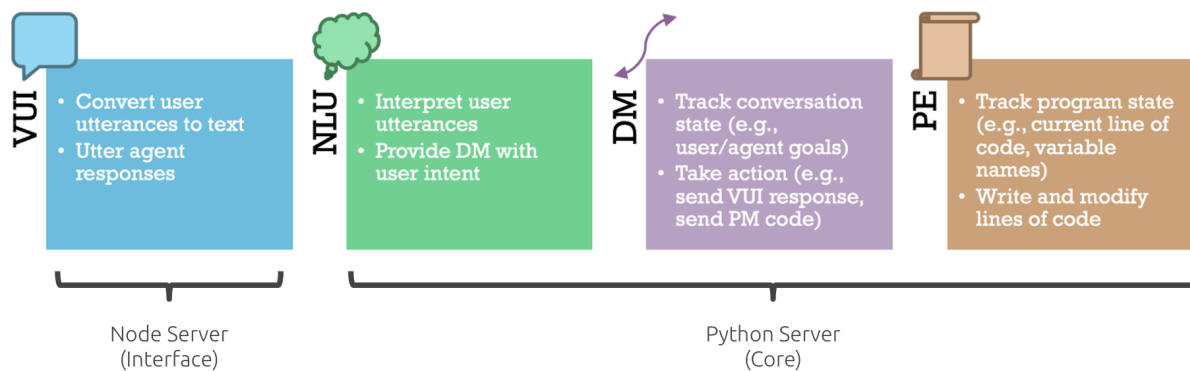 VUI
• Convert user
utterances to text
• Utter agent
responses
NLU
• Interpret user
utterances
• Provide DM with
user intent
DM
• Track conversation
state (e.g.,
user/agent goals)
• Take action (e.g.,
send VUI response,
send PM code)
PE
• Track program state
(e.g., current line of
code, variable
names)
• Write and modify
lines of code
Node Server
(Interface)
Python Server
(Core)